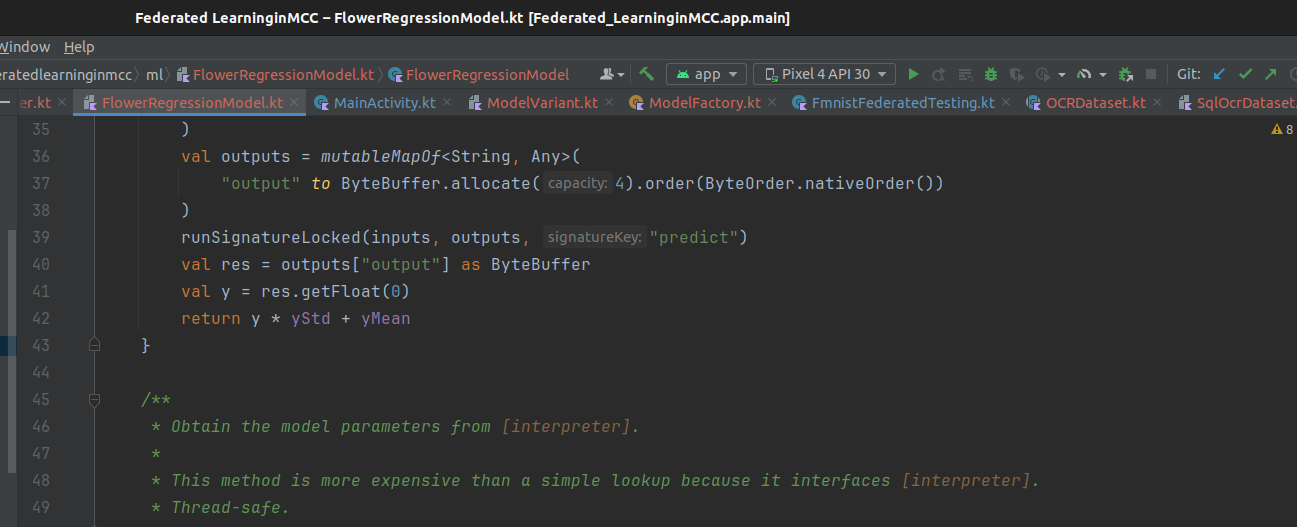 Federated LearninginMCC – FlowerRegressionModel.kt [Federated_LearninginMCC.app.main]
Window Help
eratedlearninginmcc ml FlowerRegressionModel.kt FlowerRegressionModel app Pixel 4 API 30 Git:
er.kt FlowerRegressionModel.kt MainActivity.kt ModelVariant.kt ModelFactory.kt FmnistFederatedTesting.kt OCRDataset.kt SqlOcrDataset.
35 )
36 val outputs = mutableMapOf<String, Any>(
37 "output" to ByteBuffer.allocate( capacity: 4).order(ByteOrder.nativeOrder())
38 )
39 runSignatureLocked(inputs, outputs, signatureKey: "predict")
40 val res = outputs["output"] as ByteBuffer
41 val y = res.getFloat(0)
42 return y * yStd + yMean
43 }
44
45 /**
46 * Obtain the model parameters from [interpreter].
47 *
48 * This method is more expensive than a simple lookup because it interfaces [interpreter].
49 * Thread-safe.
8